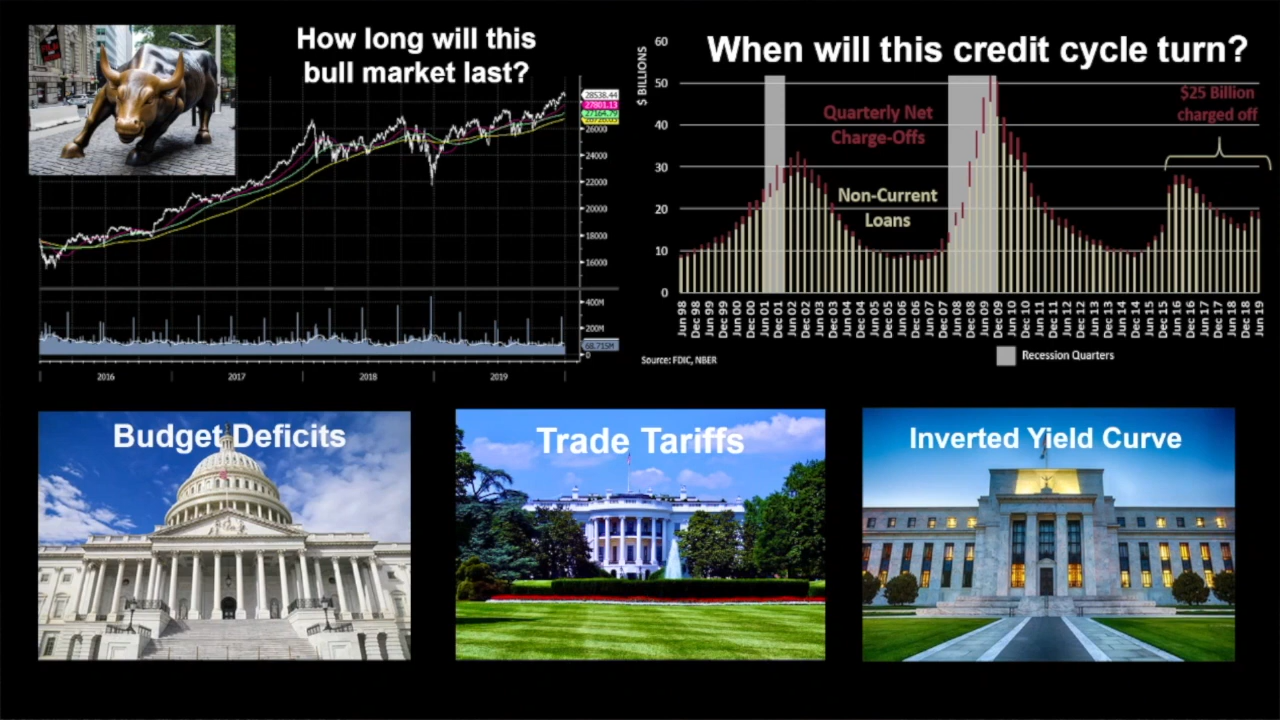 How long will this
bull market last?
28538.44
27801.13
27164.79
26000
24000
22000
20000
18000
16000
400M
200M
68.715M
0
2016
2017
2018
2019
When will this credit cycle turn?
$ BILLIONS
60
50
40
30
20
10
0
Quarterly Net
Charge-Offs
Non-Current
Loans
$25 Billion
charged off
Jun 98
Dec 98
Jun 99
Dec 99
Jun 00
Dec 00
Jun 01
Dec 01
Jun 02
Dec 02
Jun 03
Dec 03
Jun 04
Dec 04
Jun 05
Dec 05
Jun 06
Dec 06
Jun 07
Dec 07
Jun 08
Dec 08
Jun 09
Dec 09
Jun 10
Dec 10
Jun 11
Dec 11
Jun 12
Dec 12
Jun 13
Dec 13
Jun 14
Dec 14
Jun 15
Dec 15
Jun 16
Dec 16
Jun 17
Dec 17
Jun 18
Dec 18
Jun 19
Source: FDIC, NBER
Recession Quarters
Budget Deficits
Trade Tariffs
Inverted Yield Curve